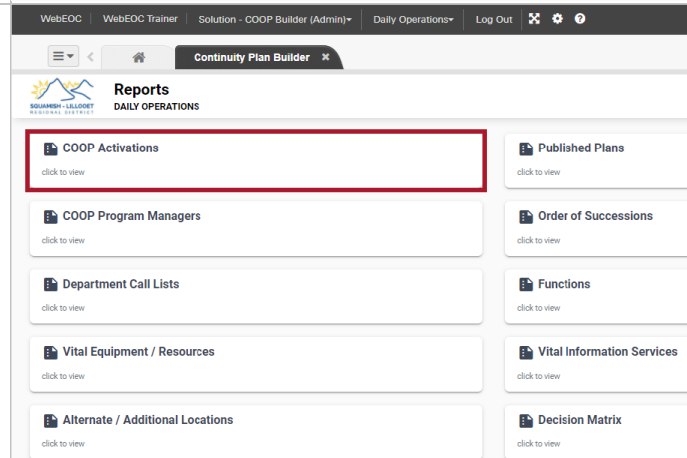 WebEOC WebEOC Trainer Solution - COOP Builder (Admin) Daily Operations Log Out
Continuity Plan Builder
SQUAMISH - LILLOOET
REGIONAL DISTRICT
Reports
DAILY OPERATIONS
COOP Activations
click to view
Published Plans
click to view
COOP Program Managers
click to view
Order of Successions
click to view
Department Call Lists
click to view
Functions
click to view
Vital Equipment / Resources
click to view
Vital Information Services
click to view
Alternate / Additional Locations
click to view
Decision Matrix
click to view